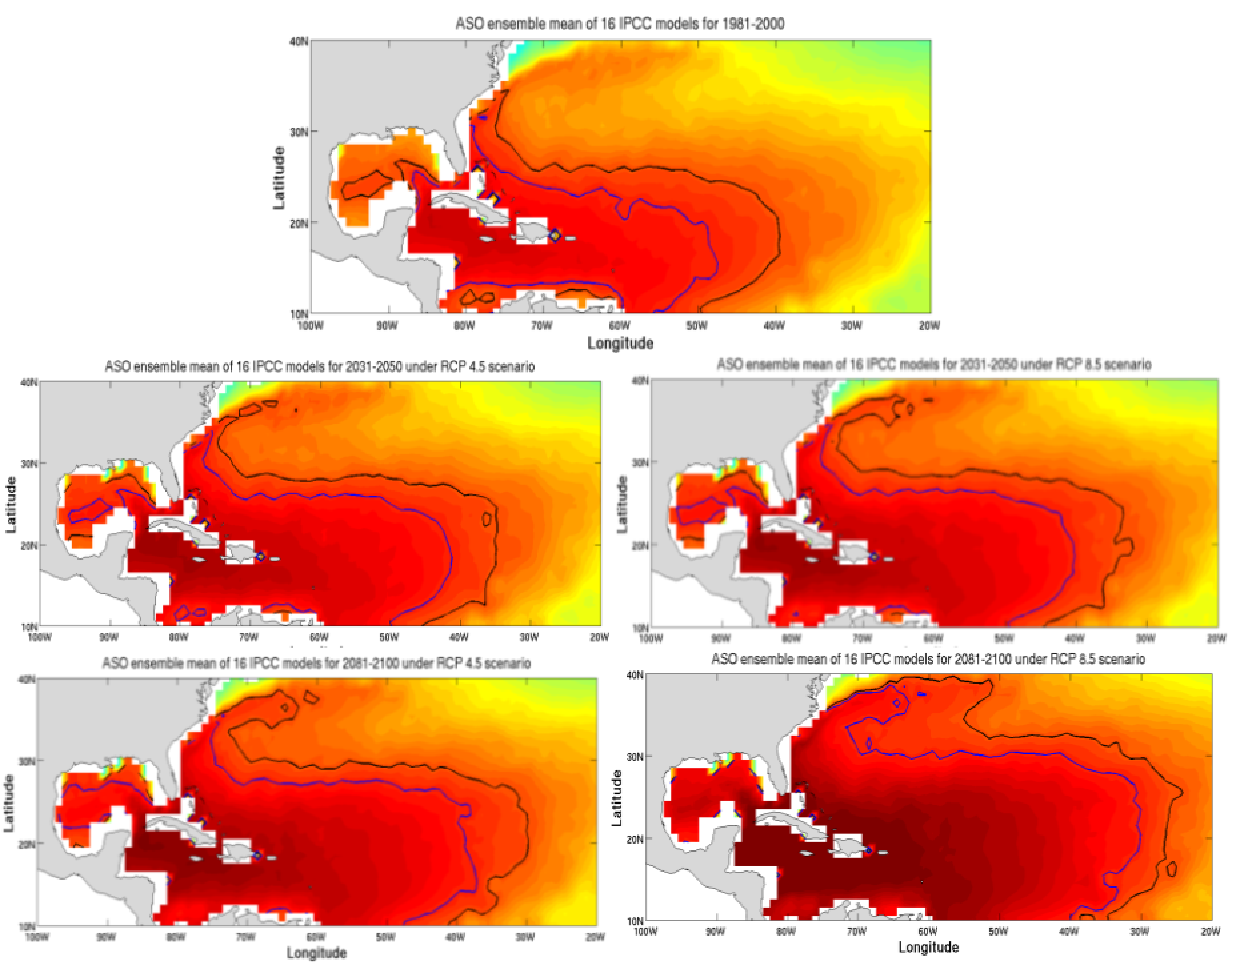 ASO ensemble mean of 16 IPCC models for 1981-2000
40N
30N
20N
10N
Latitude
100W 90W 80W 70W 60W 50W 40W 30W 20W
Longitude
ASO ensemble mean of 16 IPCC models for 2031-2050 under RCP 4.5 scenario
40N
30N
20N
10N
Latitude
100W 90W 80W 70W 60W 50W 40W 30W 20W
ASO ensemble mean of 16 IPCC models for 2031-2050 under RCP 8.5 scenario
40N
30N
20N
10N
Latitude
100W 90W 80W 70W 60W 50W 40W 30W 20W
ASO ensemble mean of 16 IPCC models for 2081-2100 under RCP 4.5 scenario
40N
30N
20N
10N
Latitude
100W 90W 80W 70W 60W 50W 40W 30W 20W
Longitude
ASO ensemble mean of 16 IPCC models for 2081-2100 under RCP 8.5 scenario
40N
30N
20N
10N
Latitude
100W 90W 80W 70W 60W 50W 40W 30W 20W
Longitude